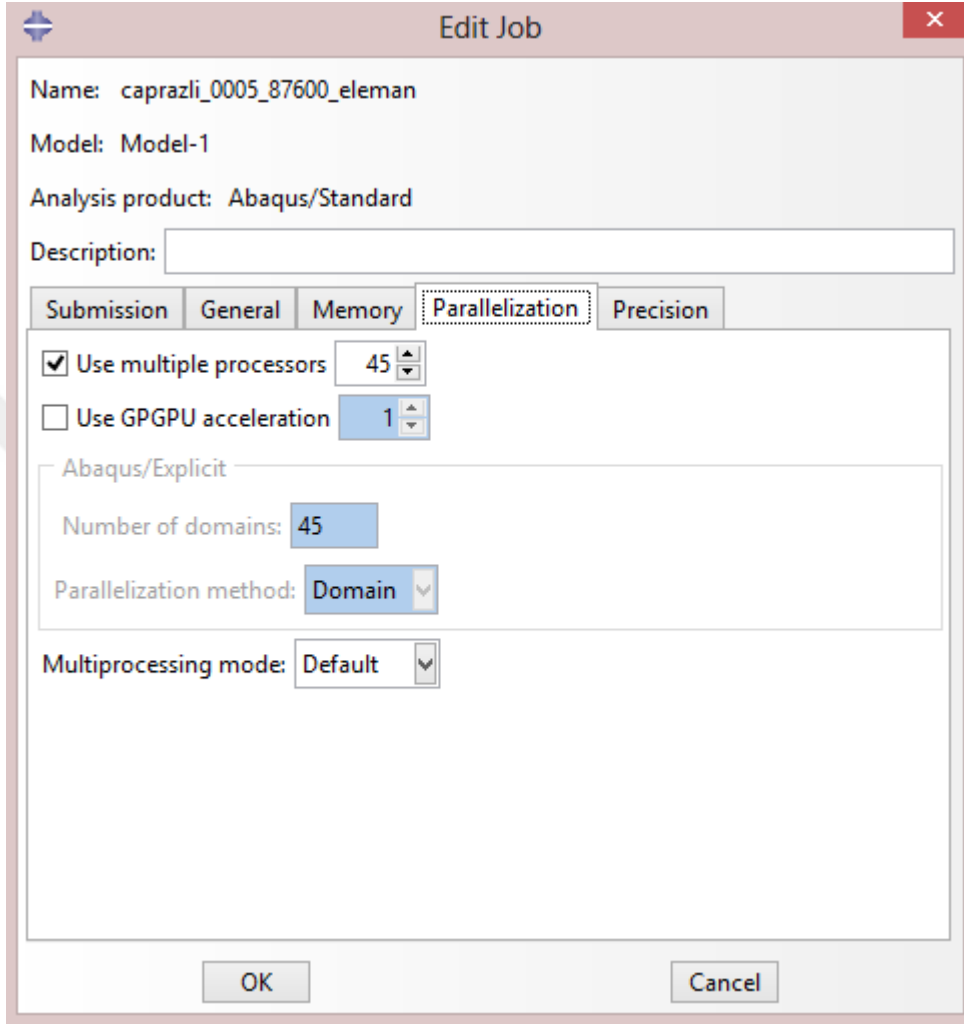 Edit Job
Name: caprazli_0005_87600_eleman
Model: Model-1
Analysis product: Abaqus/Standard
Description:
Submission General Memory Parallelization Precision
Use multiple processors 45
Use GPGPU acceleration 1
Abaqus/Explicit
Number of domains: 45
Parallelization method: Domain
Multiprocessing mode: Default
OK Cancel